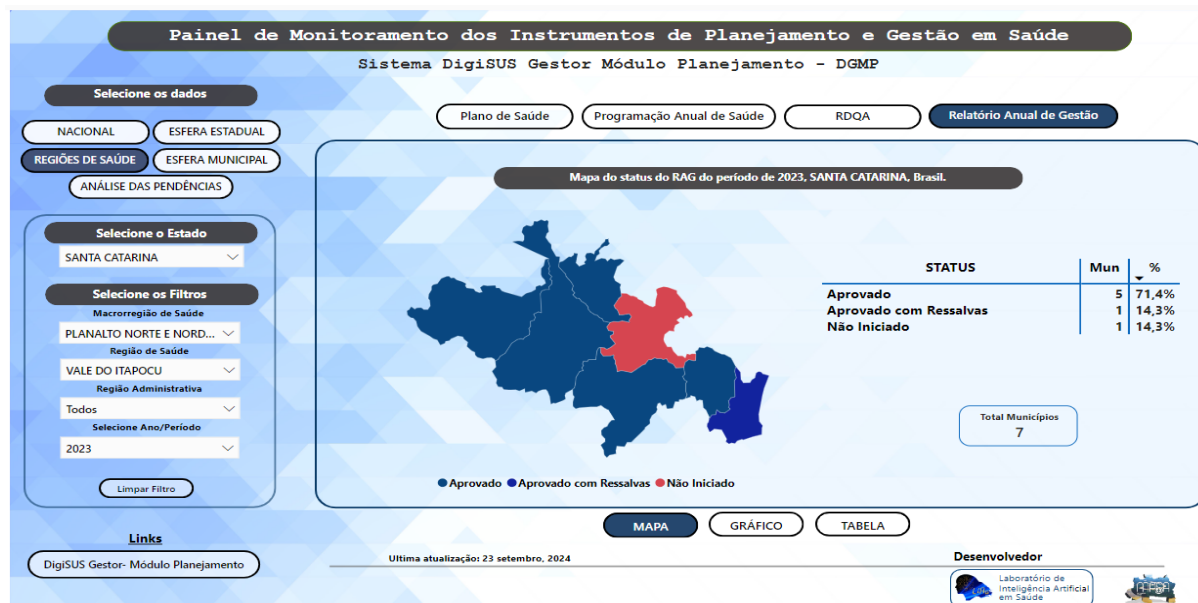 Painel de Monitoramento dos Instrumentos de Planejamento e Gestão em Saúde
Sistema DigiSUS Gestor Módulo Planejamento - DGMP
Selecione os dados
NACIONAL
ESFERA ESTADUAL
REGIÕES DE SAÚDE
ESFERA MUNICIPAL
ANÁLISE DAS PENDÊNCIAS
Selecione o Estado
SANTA CATARINA
Selecione os Filtros
Macrorregião de Saúde
PLANALTO NORTE E NORD...
Região de Saúde
VALE DO ITAPOCU
Região Administrativa
Todos
Selecione Ano/Período
2023
Limpar Filtro
Links
DigiSUS Gestor- Módulo Planejamento
Plano de Saúde
Programação Anual de Saúde
RDQA
Relatório Anual de Gestão
Mapa do status do RAG do período de 2023, SANTA CATARINA, Brasil.
STATUS Mun %
Aprovado 5 71,4%
Aprovado com Ressalvas 1 14,3%
Não Iniciado 1 14,3%
Total Municípios
7
Aprovado Aprovado com Ressalvas Não Iniciado
MAPA
GRÁFICO
TABELA
Ultima atualização: 23 setembro, 2024
Desenvolvedor
Laboratório de
Inteligência Artificial
em Saúde